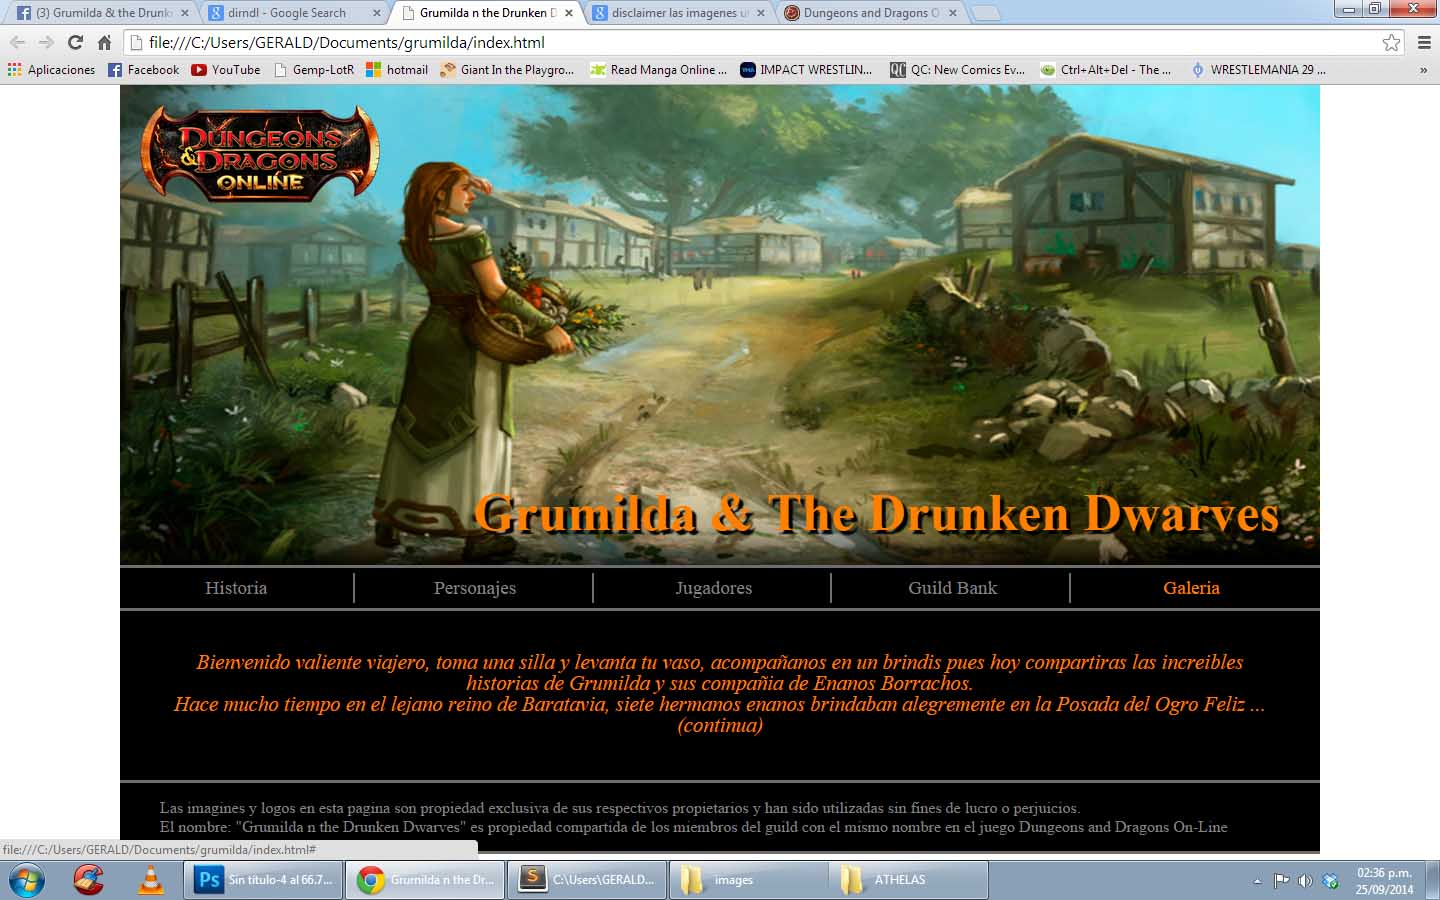 (3) Grumilda & the Drunk
dirndl - Google Search
Grumilda n the Drunken D
disclaimer las imagenes u
Dungeons and Dragons O
file:///C:/Users/GERALD/Documents/grumilda/index.html
Aplicaciones
Facebook
YouTube
Gemp-LotR
hotmail
Giant In the Playgro...
Read Manga Online ...
IMPACT WRESTLIN...
QC: New Comics Ev...
Ctrl+Alt+Del - The ...
WRESTLEMANIA 29 ...
»
DUNGEONS
& DRAGONS
ONLINE
Grumilda & The Drunken Dwarves
Historia
Personajes
Jugadores
Guild Bank
Galeria
Bienvenido valiente viajero, toma una silla y levanta tu vaso, acompañanos en un brindis pues hoy compartiras las increibles
historias de Grumilda y sus compañia de Enanos Borrachos.
Hace mucho tiempo en el lejano reino de Baratavia, siete hermanos enanos brindaban alegremente en la Posada del Ogro Feliz ...
(continua)
Las imagines y logos en esta pagina son propiedad exclusiva de sus respectivos propietarios y han sido utilizadas sin fines de lucro o perjuicios.
El nombre: "Grumilda n the Drunken Dwarves" es propiedad compartida de los miembros del guild con el mismo nombre en el juego Dungeons and Dragons On-Line
file:///C:/Users/GERALD/Documents/grumilda/index.html#
Ps
Sin título-4 al 66.7...
Grumilda n the Dr...
S
C:\Users\GERALD...
images
ATHELAS
02:36 p.m.
25/09/2014